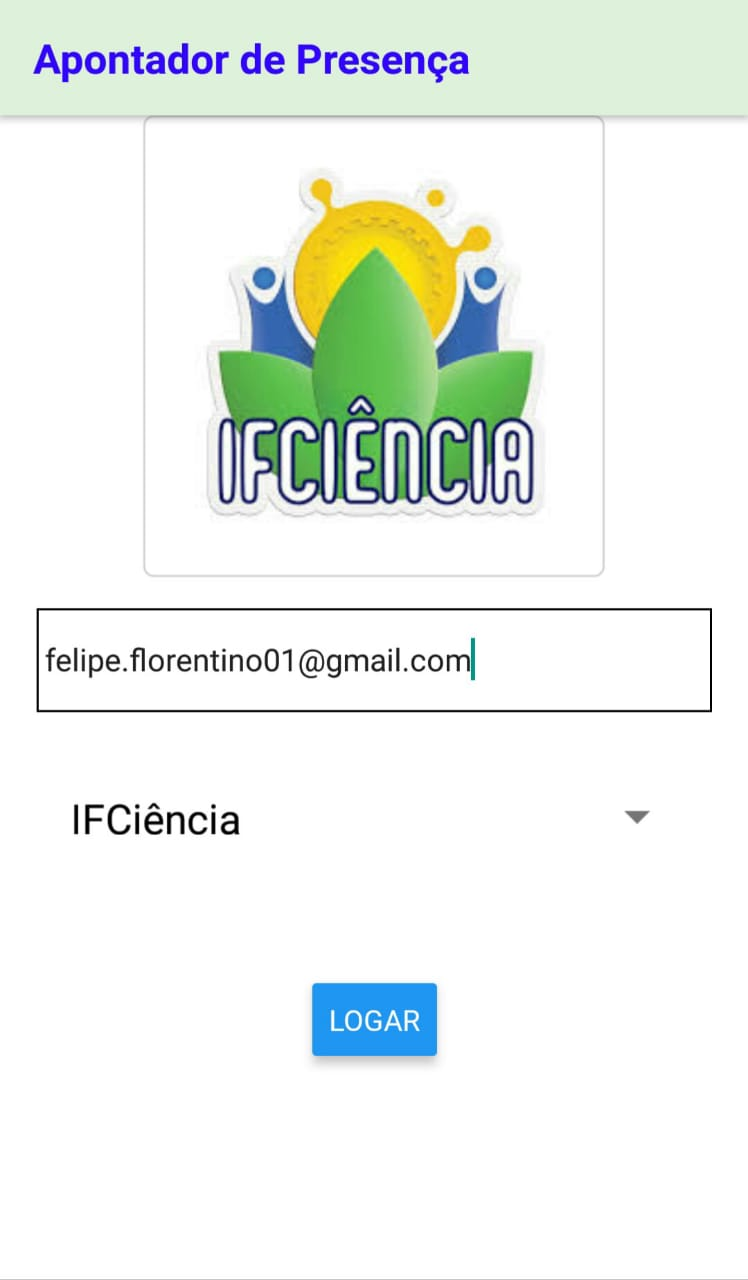 Apontador de Presença
IFCIÊNCIA
felipe.florentino01@gmail.com
IFCiência
LOGAR